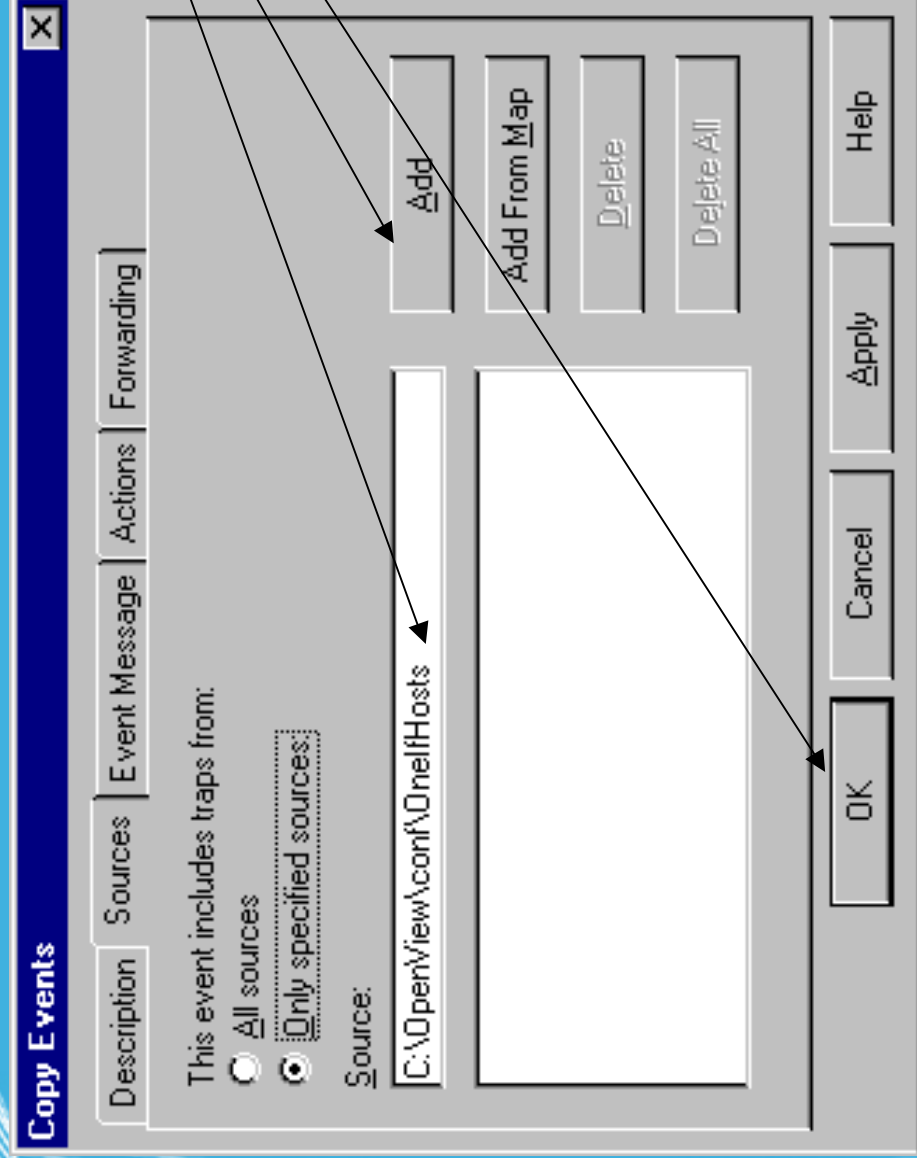 Copy Events
Description Sources Event Message Actions Forwarding
This event includes traps from:
All sources
Only specified sources:
Source:
C:\OpenView\conf\OneIfHosts
Add
Add From Map
Delete
Delete All
OK Cancel Apply Help